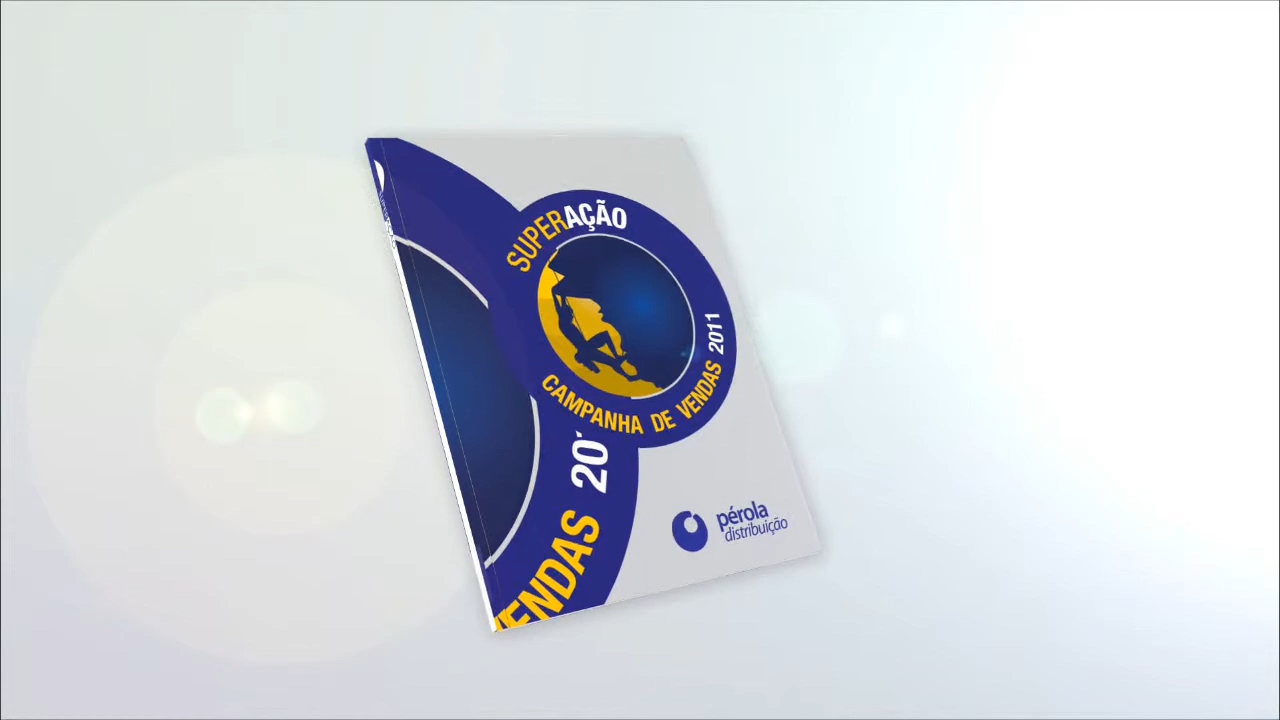 SUPERAÇÃO
CAMPANHA DE VENDAS 2011
VENDAS 20
pérola
distribuição